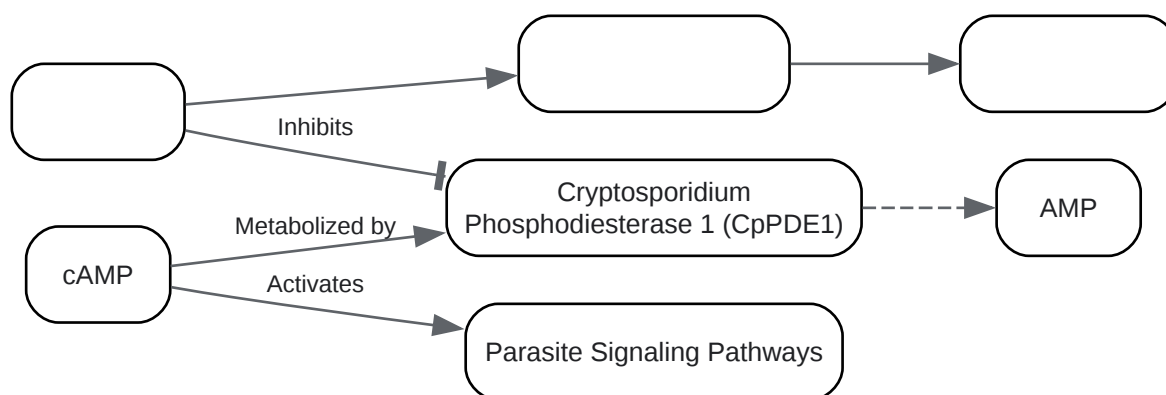 Inhibits
Cryptosporidium
Phosphodiesterase 1 (CpPDE1)
AMP
Metabolized by
cAMP
Activates
Parasite Signaling Pathways